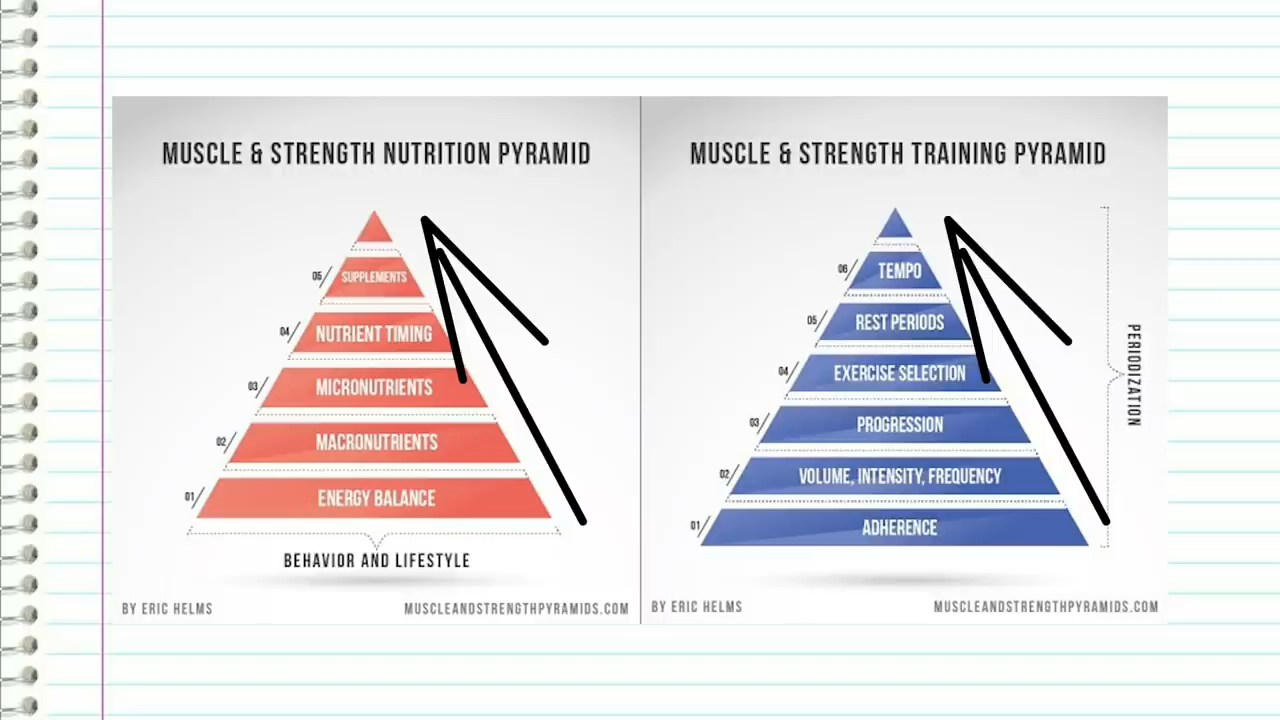 MUSCLE & STRENGTH NUTRITION PYRAMID
05 SUPPLEMENTS
04 NUTRIENT TIMING
03 MICRONUTRIENTS
02 MACRONUTRIENTS
01 ENERGY BALANCE
BEHAVIOR AND LIFESTYLE
BY ERIC HELMS
MUSCLEANDSTRENGTHPYRAMIDS.COM
MUSCLE & STRENGTH TRAINING PYRAMID
06 TEMPO
05 REST PERIODS
04 EXERCISE SELECTION
03 PROGRESSION
02 VOLUME, INTENSITY, FREQUENCY
01 ADHERENCE
PERIODIZATION
BY ERIC HELMS
MUSCLEANDSTRENGTHPYRAMIDS.COM